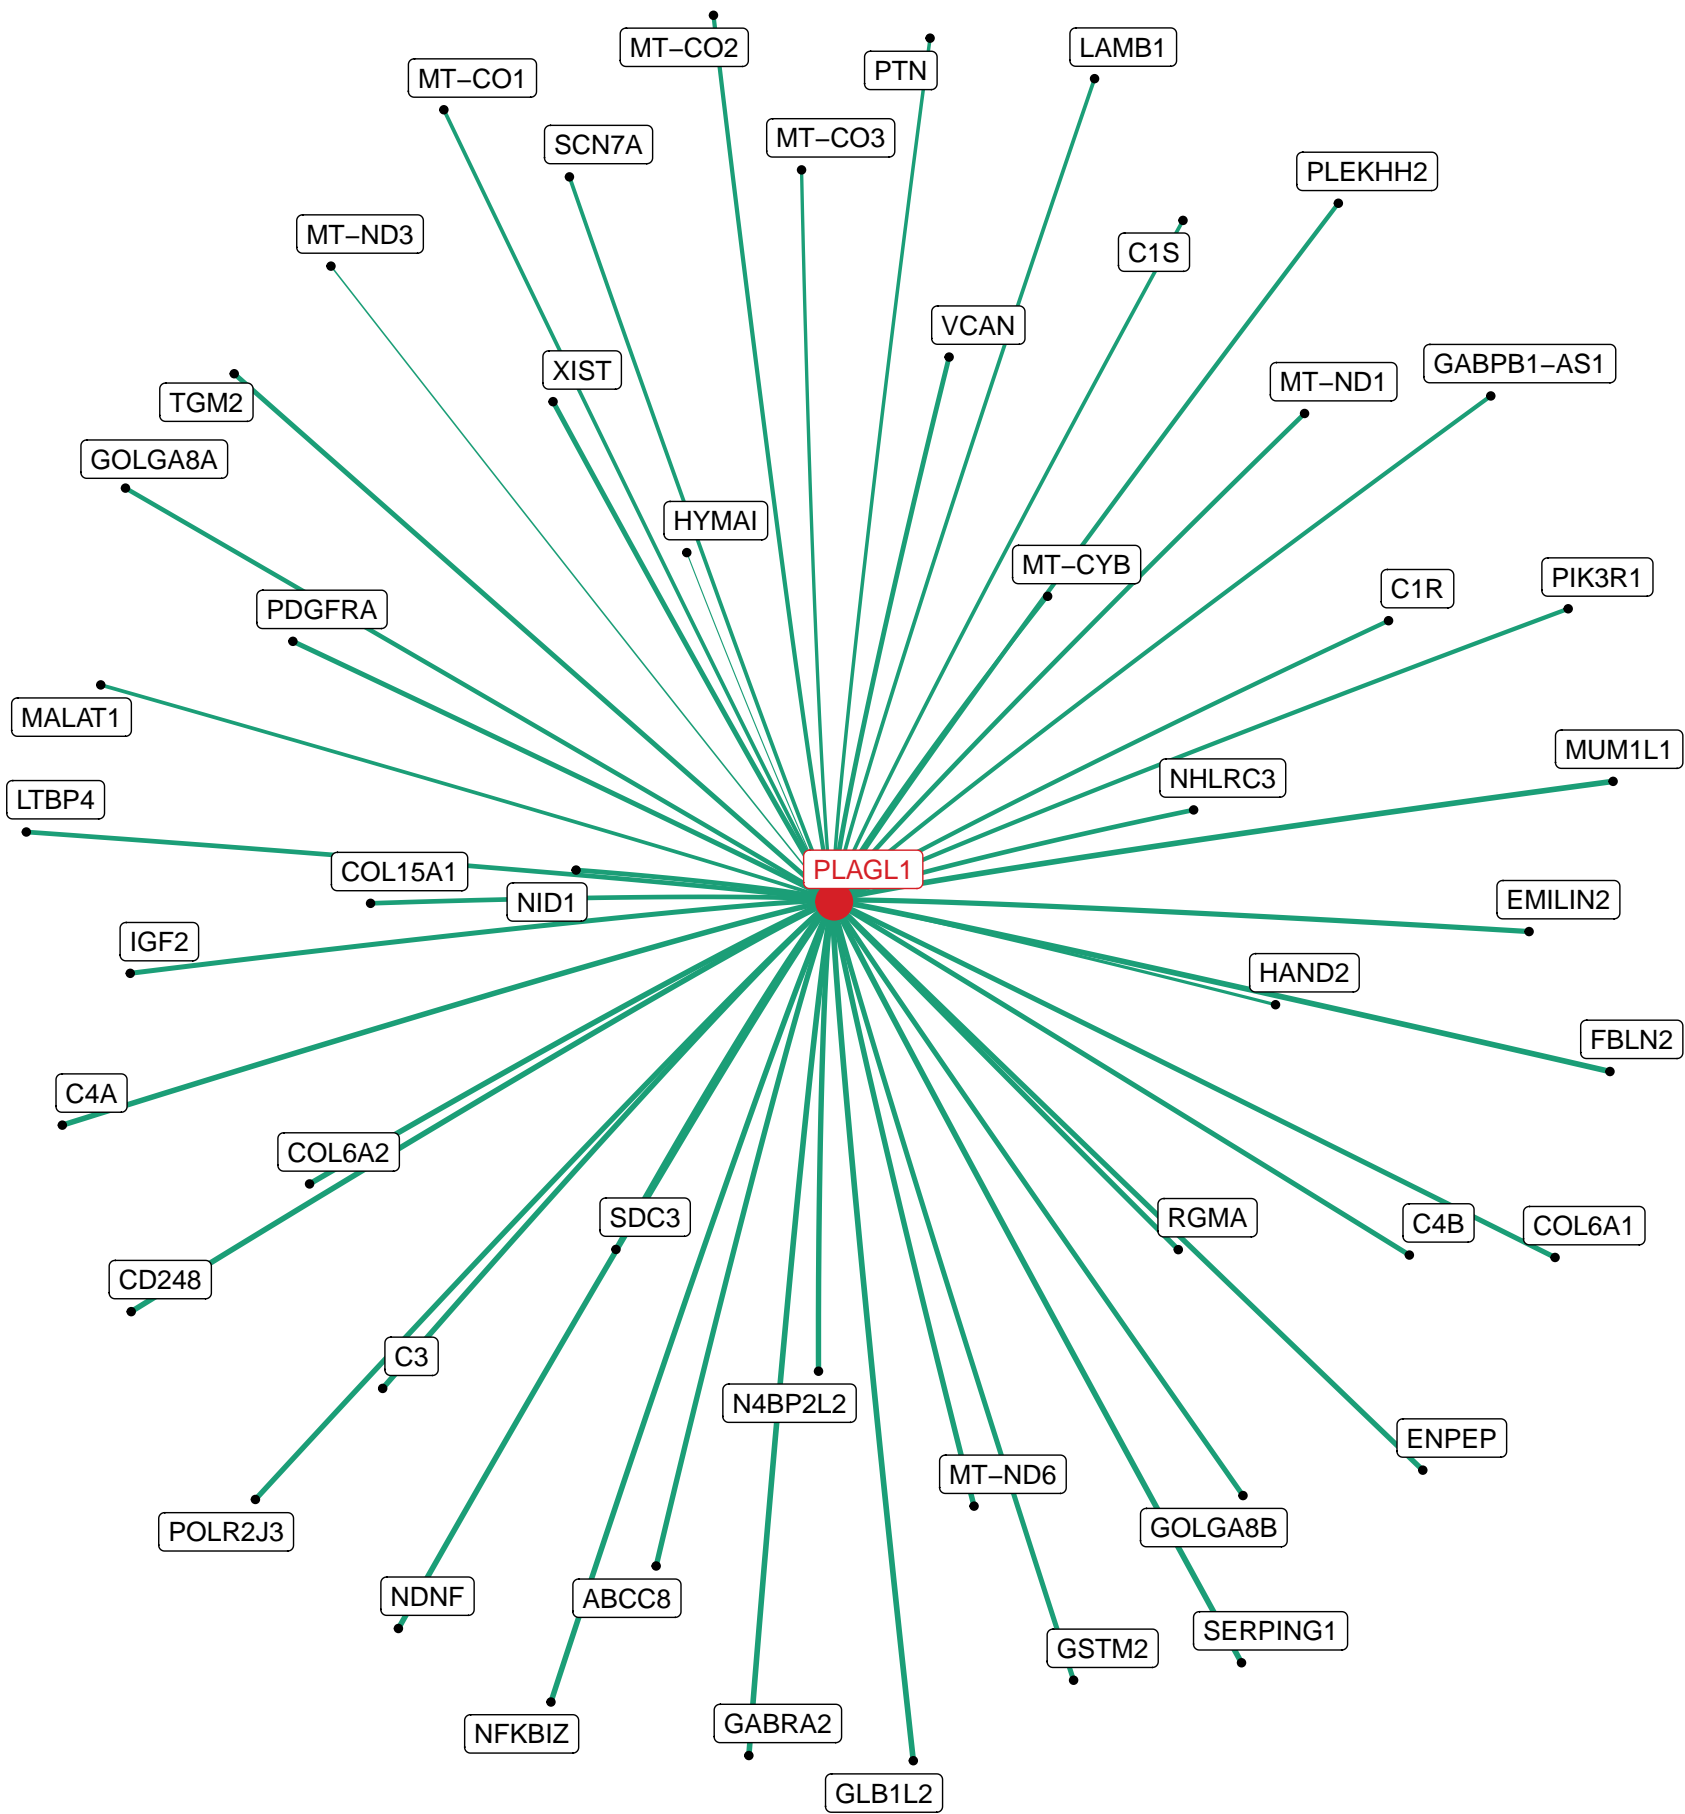 MT−CO2
LAMB1
PTN
MT−CO1
MT−CO3
SCN7A
PLEKHH2
MT−ND3
C1S
VCAN
GABPB1−AS1
XIST
MT−ND1
TGM2
GOLGA8A
HYMAI
MT−CYB
PIK3R1
C1R
PDGFRA
MALAT1
MUM1L1
NHLRC3
LTBP4
PLAGL1
COL15A1
NID1
EMILIN2
IGF2
HAND2
FBLN2
C4A
COL6A2
SDC3
RGMA
C4B
COL6A1
CD248
C3
N4BP2L2
ENPEP
MT−ND6
POLR2J3
GOLGA8B
NDNF
ABCC8
SERPING1
GSTM2
GABRA2
NFKBIZ
GLB1L2